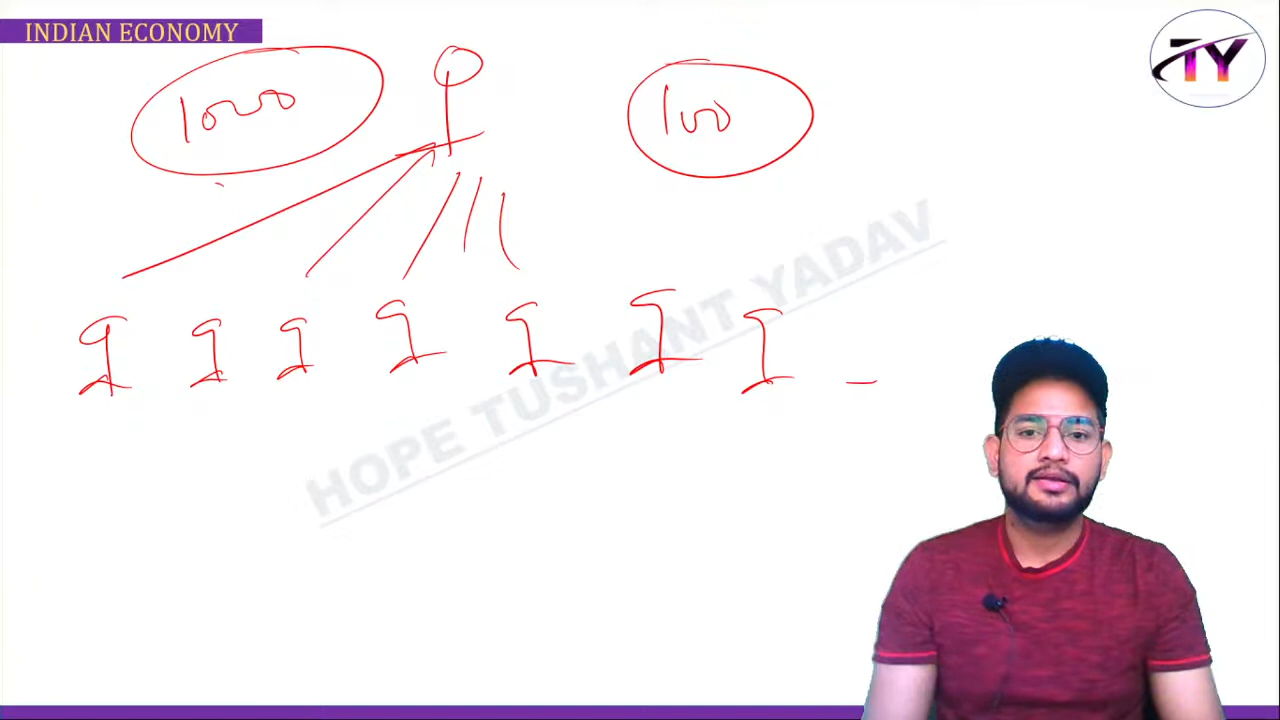 INDIAN ECONOMY
TY
1000
100
HOPE TUSHANT YADAV